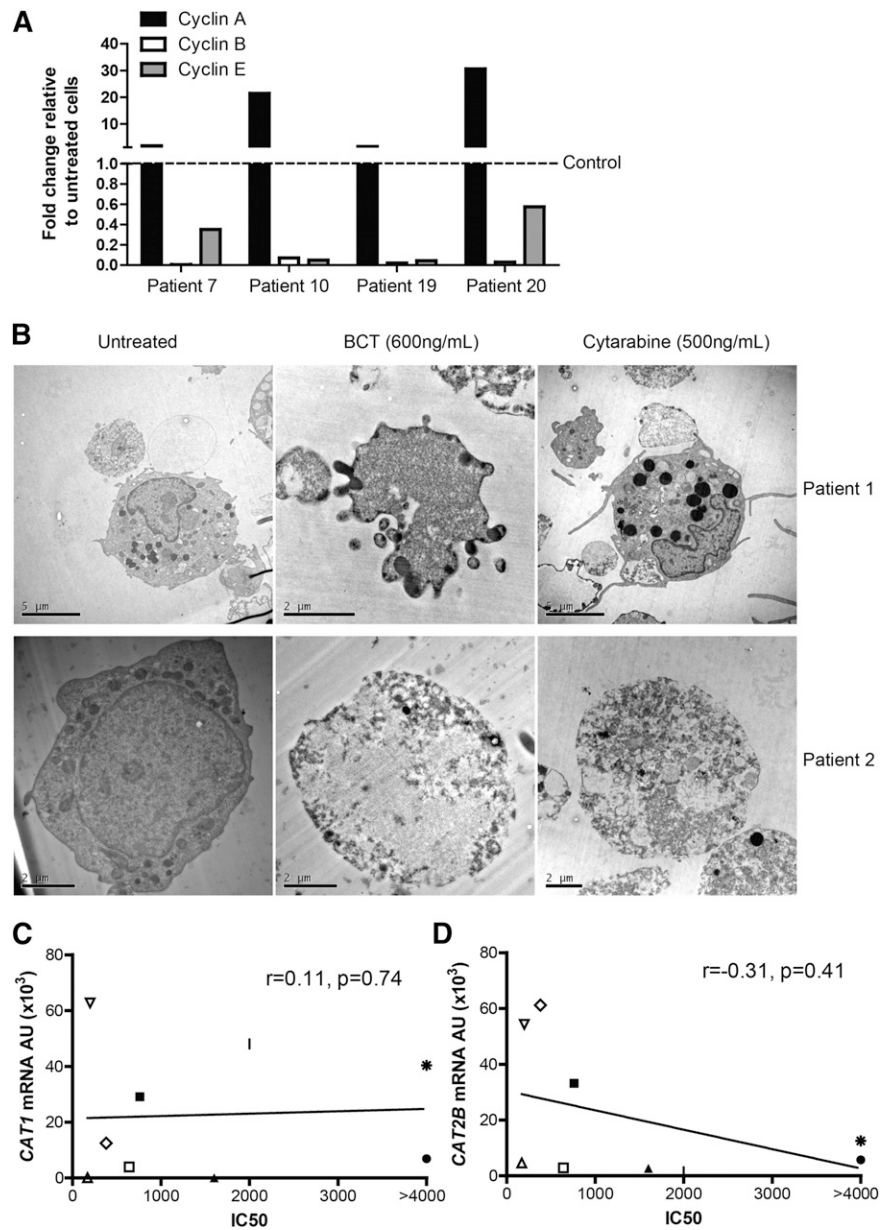 A
Cyclin A
Cyclin B
Cyclin E
Fold change relative
to untreated cells
40
30
20
10
1.0
0.8
0.6
0.4
0.2
0.0
Control
Patient 7
Patient 10
Patient 19
Patient 20
B
Untreated
BCT (600ng/mL)
Cytarabine (500ng/mL)
5 µm
2 µm
5 µm
Patient 1
2 µm
2 µm
2 µm
Patient 2
C
CAT1 mRNA AU (x10³)
80
60
40
20
0
r=0.11, p=0.74
0
1000
2000
3000
>4000
IC50
D
CAT2B mRNA AU (x10³)
80
60
40
20
0
r=-0.31, p=0.41
0
1000
2000
3000
>4000
IC50